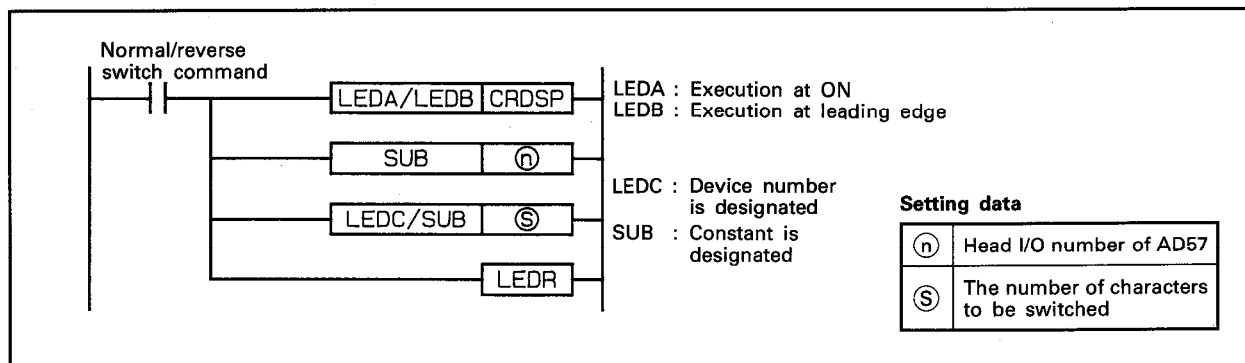 Normal/reverse
switch command
LEDA/LEDB CRDSP
LEDA : Execution at ON
LEDB : Execution at leading edge
SUB ⓝ
LEDC : Device number
is designated
LEDC/SUB Ⓢ
SUB : Constant is
designated
LEDR
Setting data
ⓝ Head I/O number of AD57
Ⓢ The number of characters
to be switched